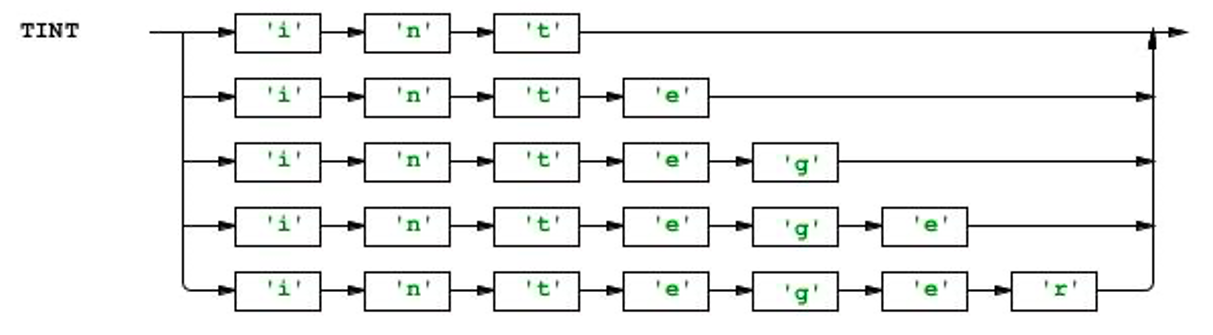 TINT 'i' 'n' 't'
'i' 'n' 't' 'e'
'i' 'n' 't' 'e' 'g'
'i' 'n' 't' 'e' 'g' 'e'
'i' 'n' 't' 'e' 'g' 'e' 'r'